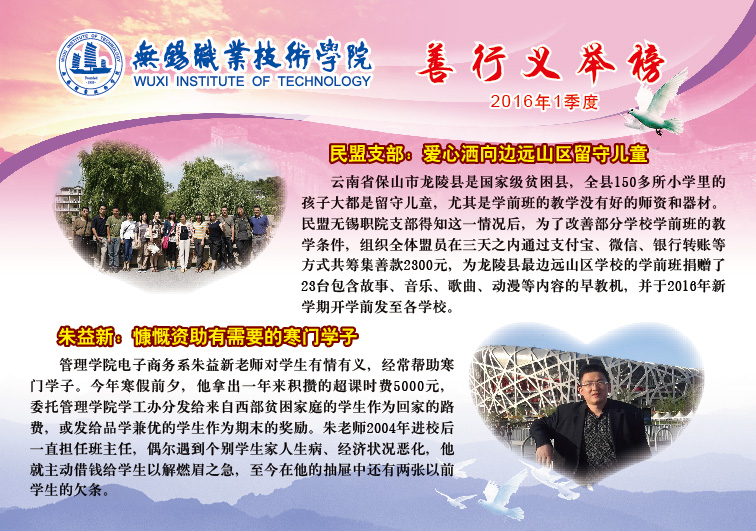 無錫職業技術學院
WUXI INSTITUTE OF TECHNOLOGY
善行义举榜
2016年1季度
民盟支部：爱心洒向边远山区留守儿童
云南省保山市龙陵县是国家级贫困县，全县150多所小学里的
孩子大都是留守儿童，尤其是学前班的教学没有好的师资和器材。
民盟无锡职院支部得知这一情况后，为了改善部分学校学前班的教
学条件，组织全体盟员在三天之内通过支付宝、微信、银行转账等
方式共筹集善款2300元，为龙陵县最边远山区学校的学前班捐赠了
23台包含故事、音乐、歌曲、动漫等内容的早教机，并于2016年新
学期开学前发至各学校。
朱益新：慷慨资助有需要的寒门学子
管理学院电子商务系朱益新老师对学生有情有义，经常帮助寒
门学子。今年寒假前夕，他拿出一年来积攒的超课时费5000元，
委托管理学院学工办分发给来自西部贫困家庭的学生作为回家的路
费，或发给品学兼优的学生作为期末的奖励。朱老师2004年进校后
一直担任班主任，偶尔遇到个别学生家人生病、经济状况恶化，他
就主动借钱给学生以解燃眉之急，至今在他的抽屉中还有两张以前
学生的欠条。